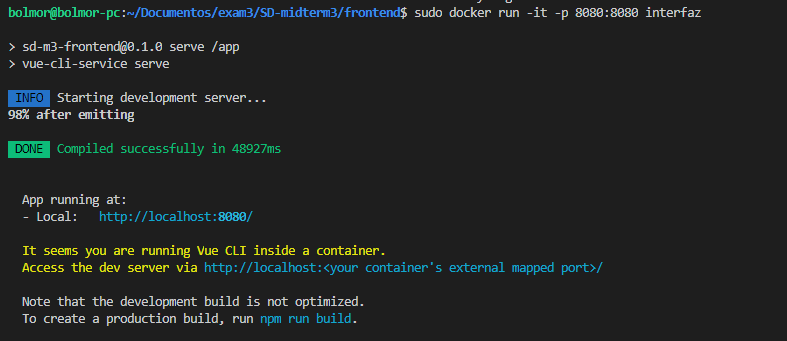 bolmor@bolmor-pc:~/Documentos/exam3/SD-midterm3/frontend$ sudo docker run -it -p 8080:8080 interfaz
> sd-m3-frontend@0.1.0 serve /app
> vue-cli-service serve
INFO Starting development server...
98% after emitting
DONE Compiled successfully in 48927ms
App running at:
- Local: http://localhost:8080/
It seems you are running Vue CLI inside a container.
Access the dev server via http://localhost:<your container's external mapped port>/
Note that the development build is not optimized.
To create a production build, run npm run build.